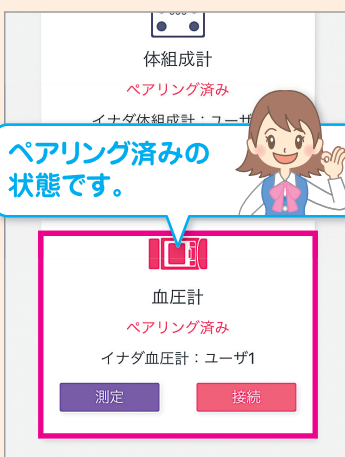 体組成計
ペアリング済み
イナダ体組成計：ユーザ
ペアリング済みの
状態です。
血圧計
ペアリング済み
イナダ血圧計：ユーザ1
測定
接続